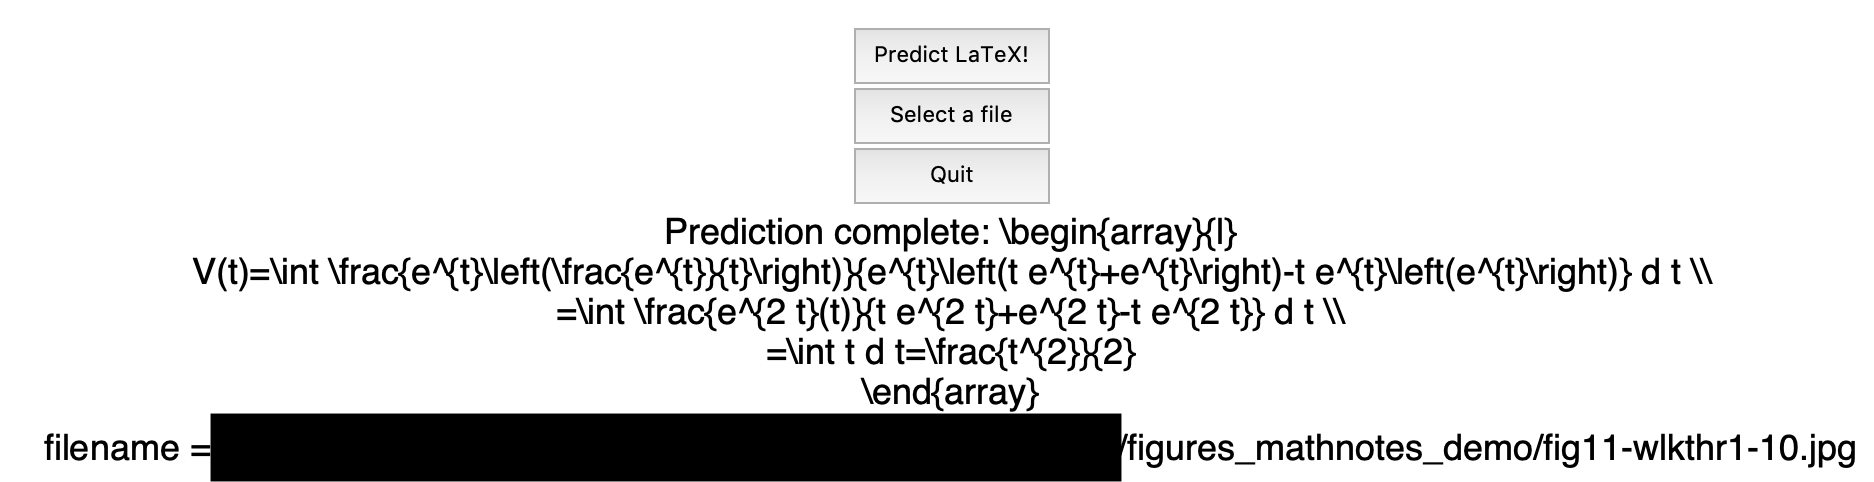 Predict LaTeX!
Select a file
Quit
Prediction complete: \begin{array}{l}
V(t)=\int \frac{e^{t}\left(\frac{e^{t}}{t}\right)}{e^{t}\left(t e^{t}+e^{t}\right)-t e^{t}\left(e^{t}\right)} d t \\
=\int \frac{e^{2 t}(t)}{t e^{2 t}+e^{2 t}-t e^{2 t}} d t \\
=\int t d t=\frac{t^{2}}{2}
\end{array}
filename = /figures_mathnotes_demo/fig11-wlkthr1-10.jpg